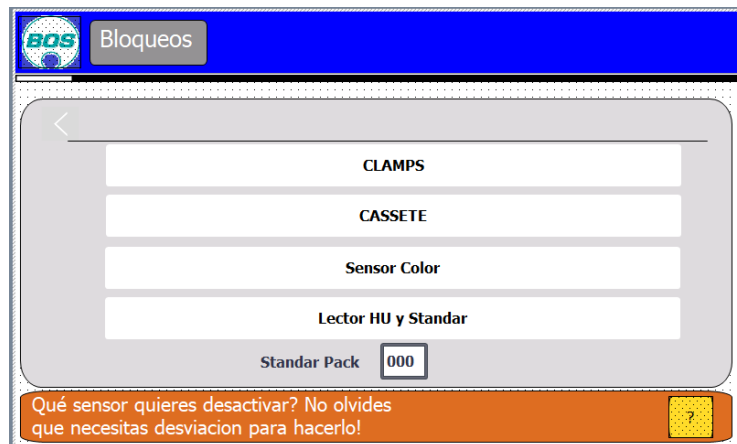 BOS
Bloqueos
CLAMPS
CASSETE
Sensor Color
Lector HU y Standar
Standar Pack 000
Qué sensor quieres desactivar? No olvides
que necesitas desviacion para hacerlo!
?